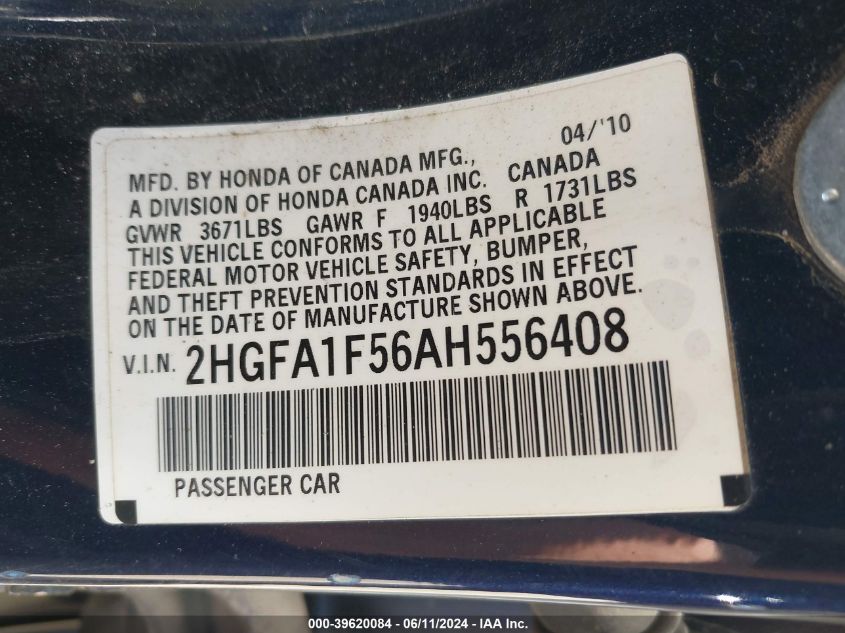 04/'10
MFD. BY HONDA OF CANADA MFG.,
A DIVISION OF HONDA CANADA INC. CANADA
GVWR 3671LBS GAWR F 1940LBS R 1731LBS
THIS VEHICLE CONFORMS TO ALL APPLICABLE
FEDERAL MOTOR VEHICLE SAFETY, BUMPER,
AND THEFT PREVENTION STANDARDS IN EFFECT
ON THE DATE OF MANUFACTURE SHOWN ABOVE.
V.I.N. 2HGFA1F56AH556408
PASSENGER CAR
000-39620084 - 06/11/2024 - IAA Inc.